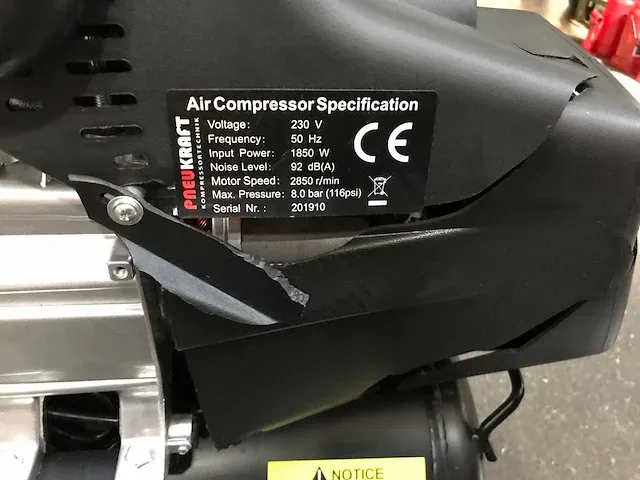 Air Compressor Specification
PNEUKRAFT
KOMPRESSORTECHNIK
Voltage: 230 V
Frequency: 50 Hz
Input Power: 1850 W
Noise Level: 92 dB(A)
Motor Speed: 2850 r/min
Max. Pressure: 8.0 bar (116psi)
Serial Nr. : 201910
CE
NOTICE